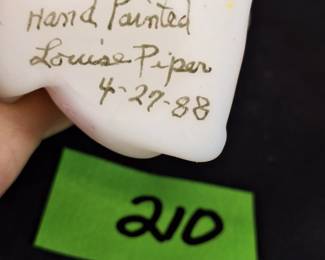 Hand Painted
Louise Piper
4-27-88
210